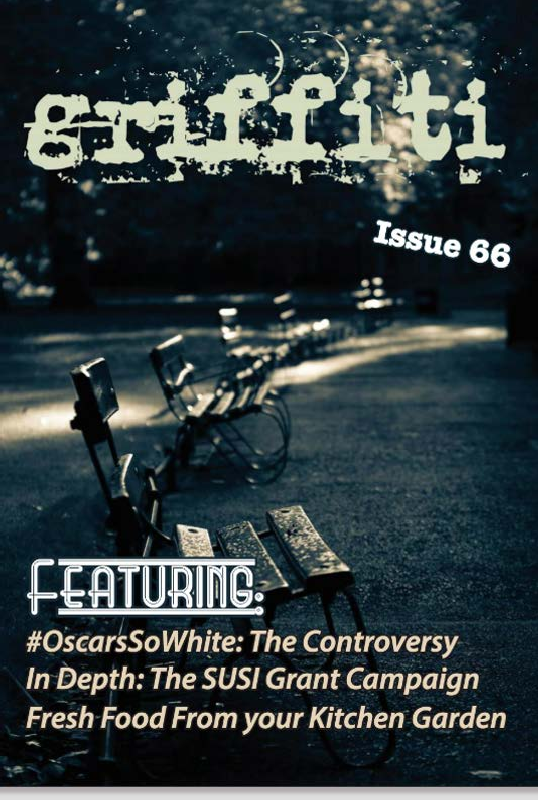 griffiti
Issue 66
FEATURING:
#OscarsSoWhite: The Controversy
In Depth: The SUSI Grant Campaign
Fresh Food From your Kitchen Garden